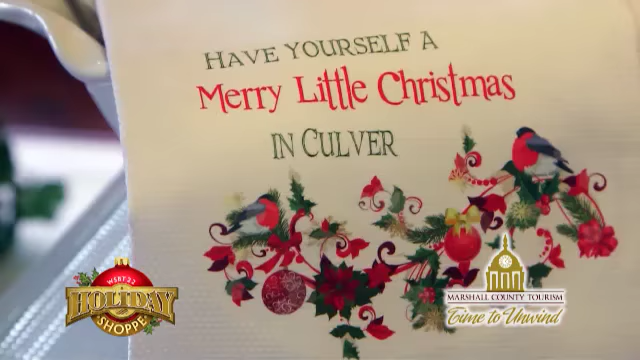 HAVE YOURSELF A
Merry Little Christmas
IN CULVER
WSBT 22
HOLIDAY
SHOPPE
MARSHALL COUNTY TOURISM
Time to Unwind